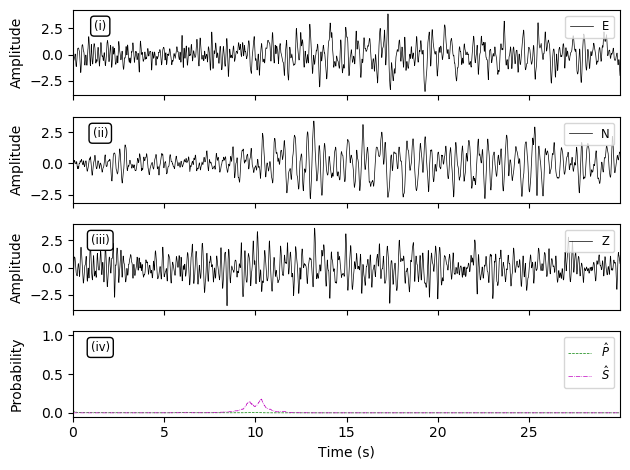 (i)
E
Amplitude
2.5
0.0
−2.5
(ii)
N
Amplitude
2.5
0.0
−2.5
(iii)
Z
Amplitude
2.5
0.0
−2.5
(iv)
P̂
Ŝ
Probability
1.0
0.5
0.0
0 5 10 15 20 25
Time (s)